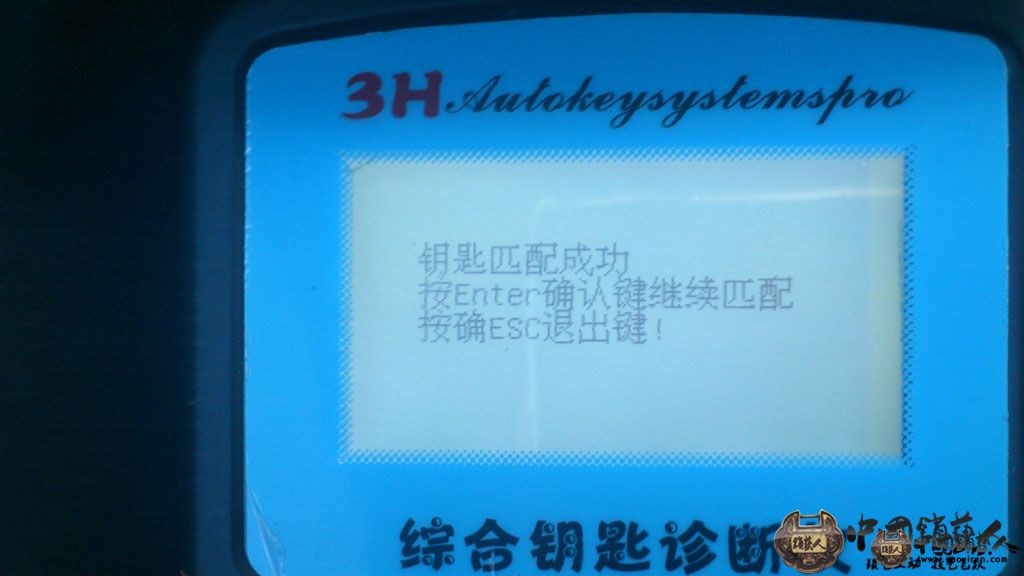 3H Autokeysystemspro
钥匙匹配成功
按Enter确认键继续匹配
按确ESC退出键!
综合钥匙诊断
中国锁艺人